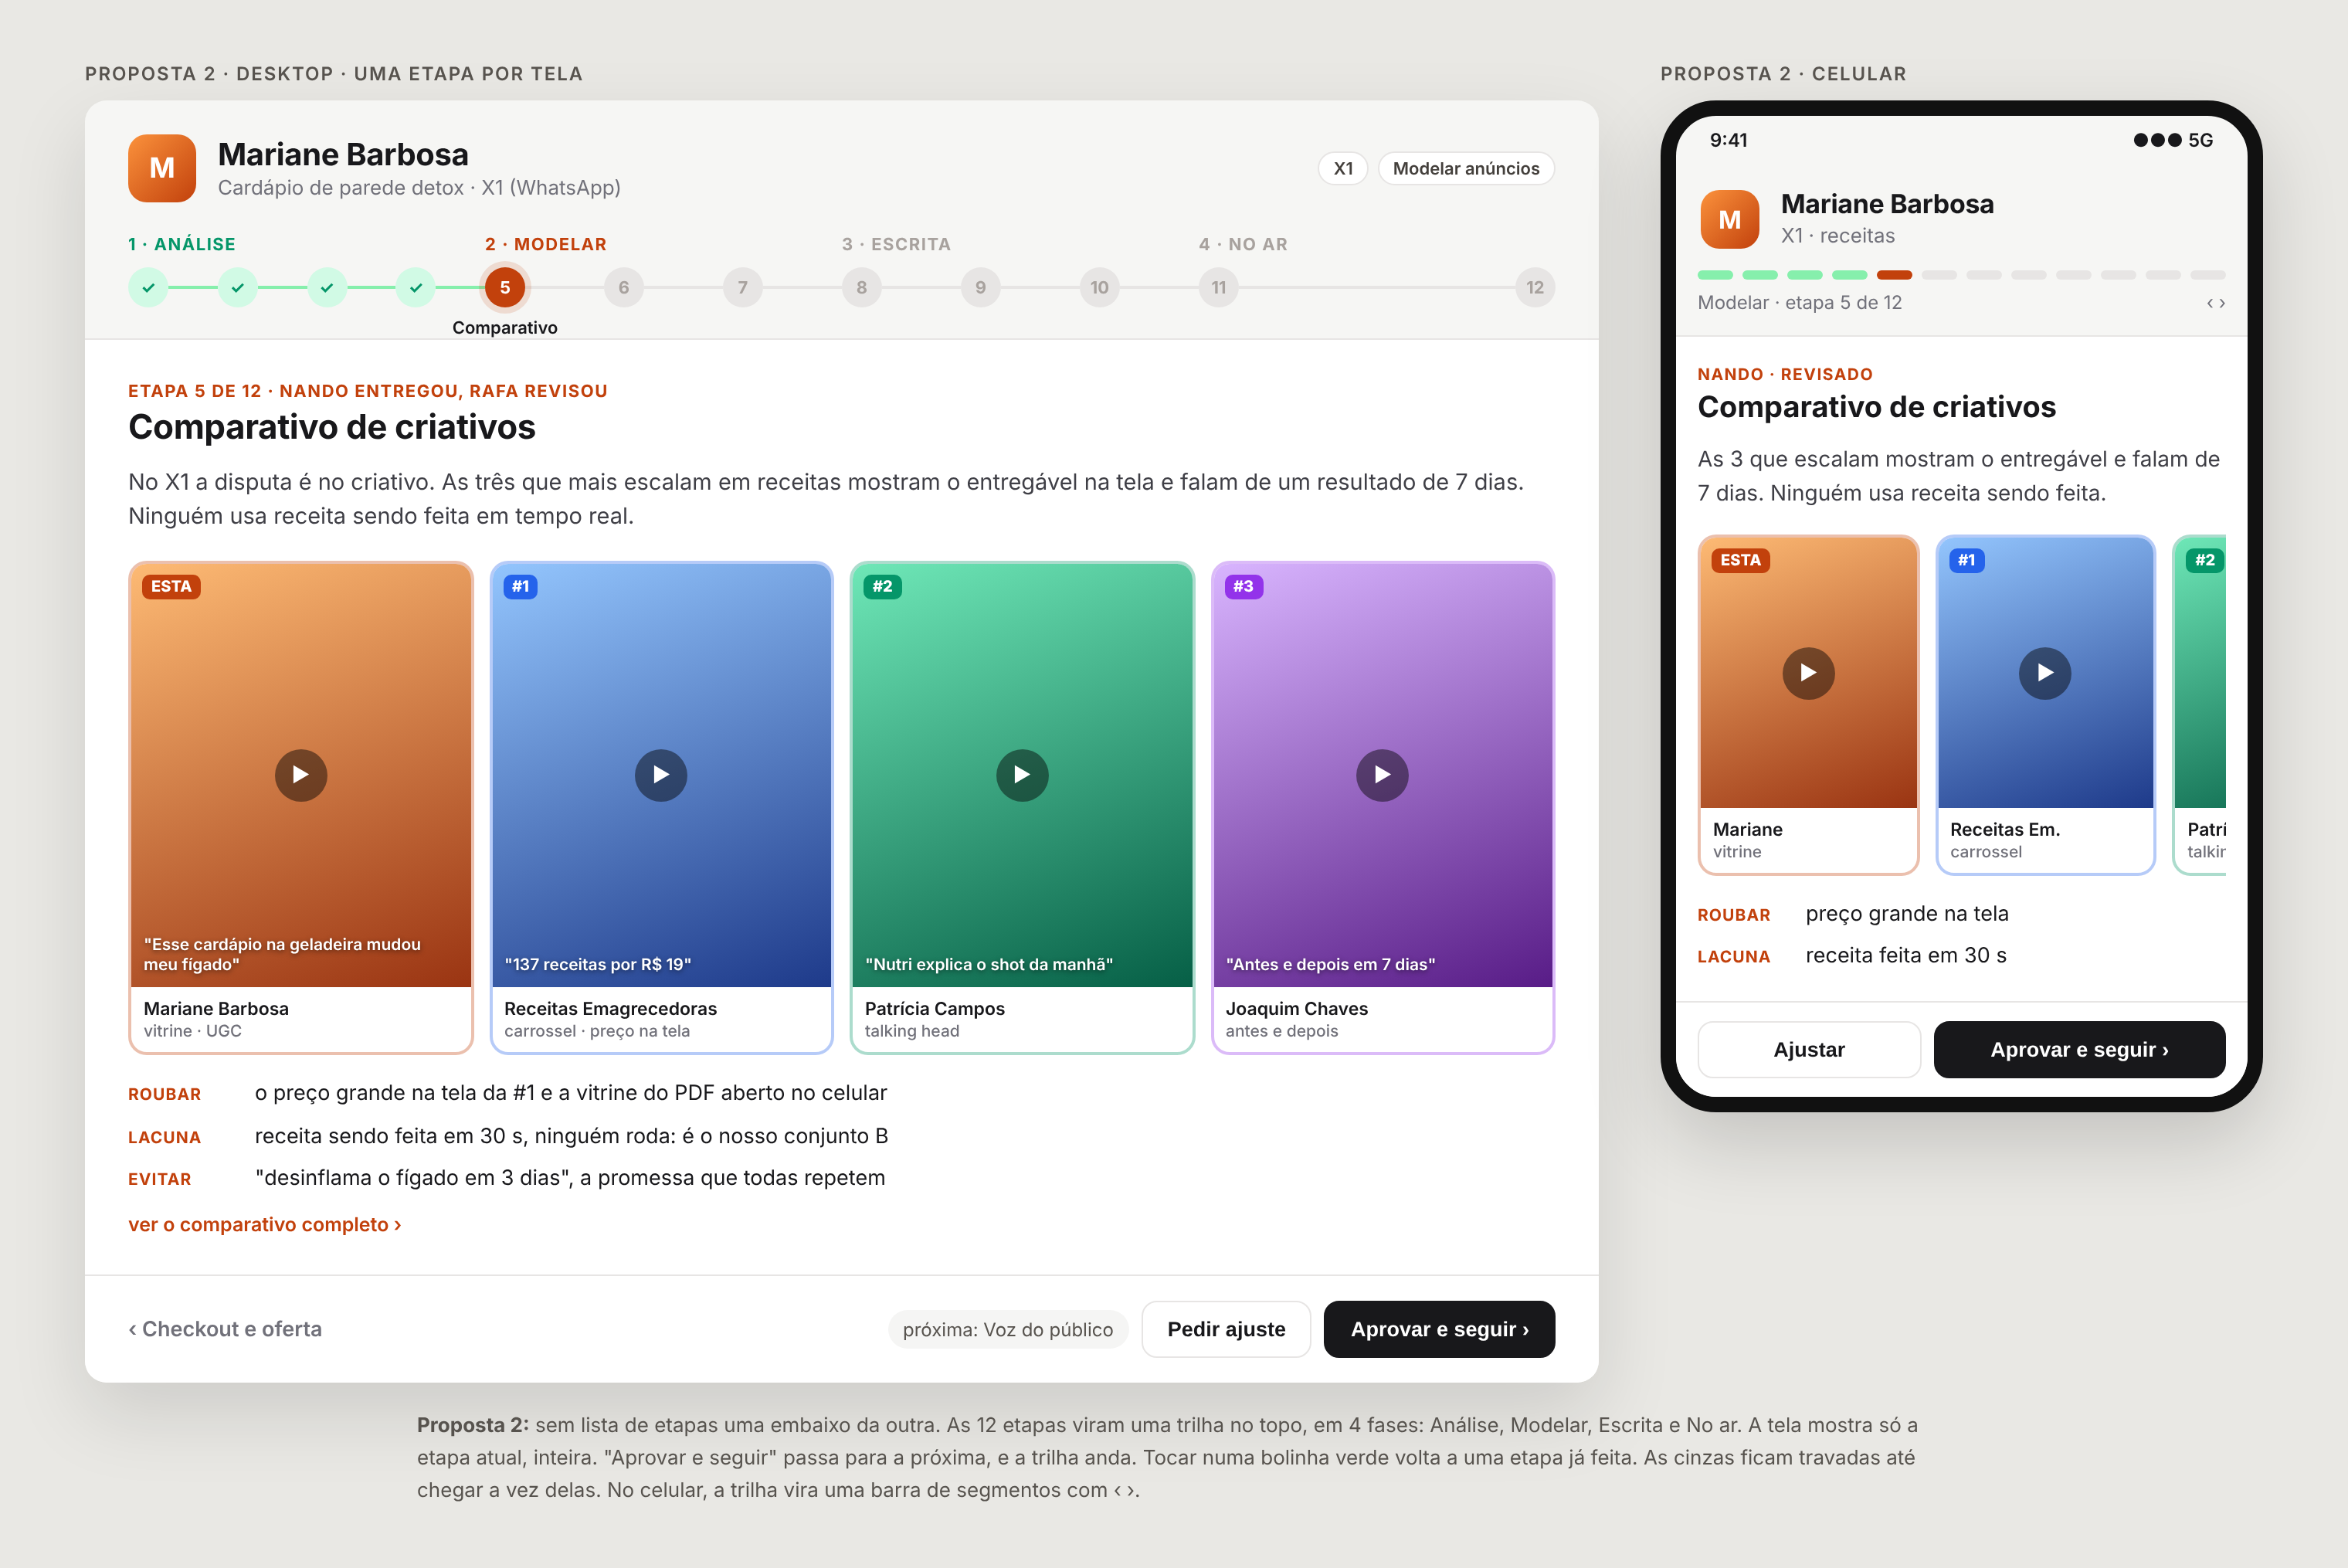 PROPOSTA 2 · DESKTOP · UMA ETAPA POR TELA
M
Mariane Barbosa
Cardápio de parede detox · X1 (WhatsApp)
X1
Modelar anúncios
1 · ANÁLISE
2 · MODELAR
3 · ESCRITA
4 · NO AR
✓ ✓ ✓ ✓ 5 6 7 8 9 10 11 12
Comparativo
ETAPA 5 DE 12 · NANDO ENTREGOU, RAFA REVISOU
Comparativo de criativos
No X1 a disputa é no criativo. As três que mais escalam em receitas mostram o entregável na tela e falam de um resultado de 7 dias.
Ninguém usa receita sendo feita em tempo real.
ESTA
"Esse cardápio na geladeira mudou
meu fígado"
Mariane Barbosa
vitrine · UGC
#1
"137 receitas por R$ 19"
Receitas Emagrecedoras
carrossel · preço na tela
#2
"Nutri explica o shot da manhã"
Patrícia Campos
talking head
#3
"Antes e depois em 7 dias"
Joaquim Chaves
antes e depois
ROUBAR o preço grande na tela da #1 e a vitrine do PDF aberto no celular
LACUNA receita sendo feita em 30 s, ninguém roda: é o nosso conjunto B
EVITAR "desinflama o fígado em 3 dias", a promessa que todas repetem
ver o comparativo completo ›
‹ Checkout e oferta
próxima: Voz do público
Pedir ajuste
Aprovar e seguir ›
PROPOSTA 2 · CELULAR
9:41
5G
M
Mariane Barbosa
X1 · receitas
Modelar · etapa 5 de 12
‹ ›
NANDO · REVISADO
Comparativo de criativos
As 3 que escalam mostram o entregável e falam de
7 dias. Ninguém usa receita sendo feita.
ESTA
Mariane
vitrine
#1
Receitas Em.
carrossel
#2
Patrí
talkin
ROUBAR preço grande na tela
LACUNA receita feita em 30 s
Ajustar
Aprovar e seguir ›
Proposta 2: sem lista de etapas uma embaixo da outra. As 12 etapas viram uma trilha no topo, em 4 fases: Análise, Modelar, Escrita e No ar. A tela mostra só a
etapa atual, inteira. "Aprovar e seguir" passa para a próxima, e a trilha anda. Tocar numa bolinha verde volta a uma etapa já feita. As cinzas ficam travadas até
chegar a vez delas. No celular, a trilha vira uma barra de segmentos com ‹ ›.